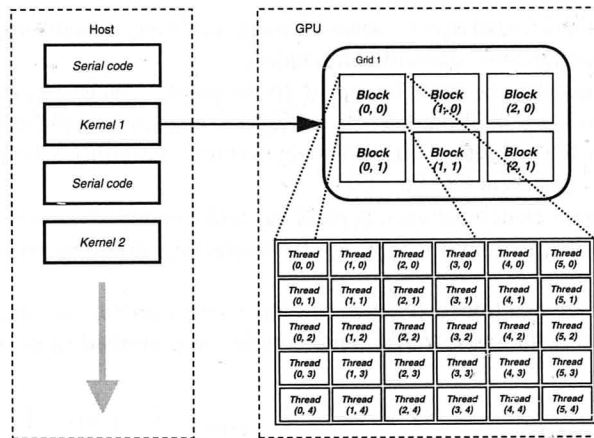 Host
Serial code
Kernel 1
Serial code
Kernel 2
GPU
Grid 1
Block
(0, 0)
Block
(1, 0)
Block
(2, 0)
Block
(0, 1)
Block
(1, 1)
Block
(2, 1)
Thread
(0, 0)
Thread
(1, 0)
Thread
(2, 0)
Thread
(3, 0)
Thread
(4, 0)
Thread
(5, 0)
Thread
(0, 1)
Thread
(1, 1)
Thread
(2, 1)
Thread
(3, 1)
Thread
(4, 1)
Thread
(5, 1)
Thread
(0, 2)
Thread
(1, 2)
Thread
(2, 2)
Thread
(3, 2)
Thread
(4, 2)
Thread
(5, 2)
Thread
(0, 3)
Thread
(1, 3)
Thread
(2, 3)
Thread
(3, 3)
Thread
(4, 3)
Thread
(5, 3)
Thread
(0, 4)
Thread
(1, 4)
Thread
(2, 4)
Thread
(3, 4)
Thread
(4, 4)
Thread
(5, 4)